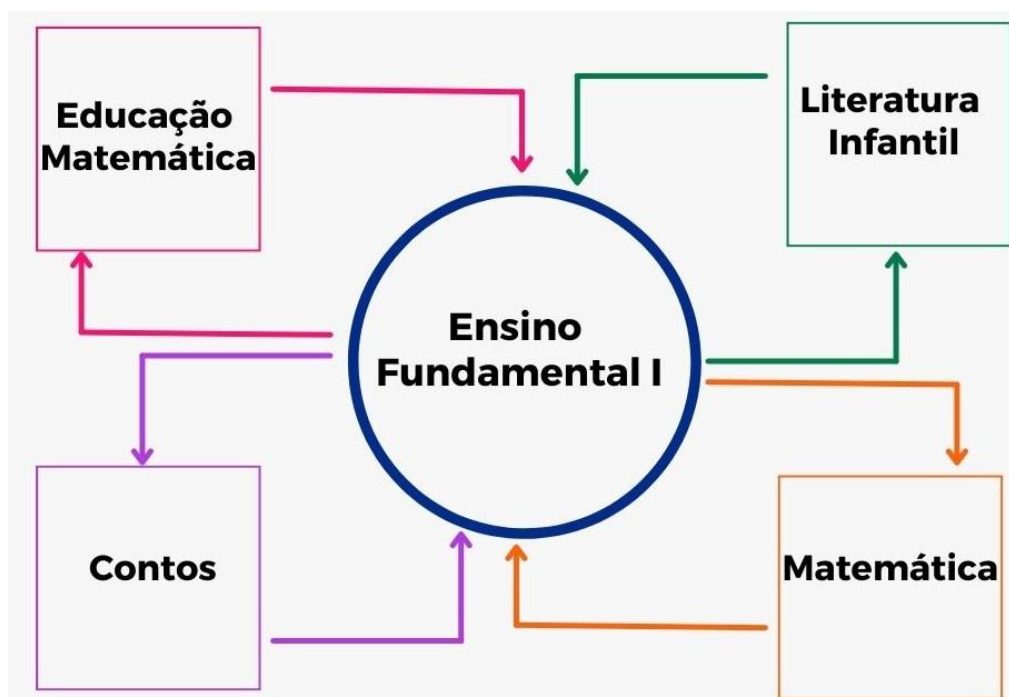 Educação
Matemática
Literatura
Infantil
Ensino
Fundamental I
Contos
Matemática